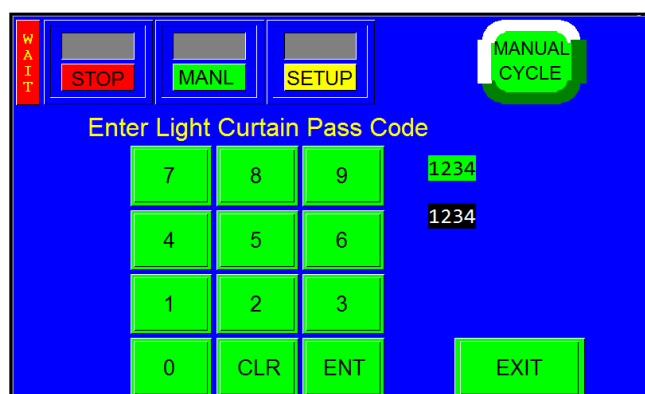 WAIT
STOP MANL SETUP
MANUAL
CYCLE
Enter Light Curtain Pass Code
7 8 9 1234
1234
4 5 6
1 2 3
0 CLR ENT EXIT